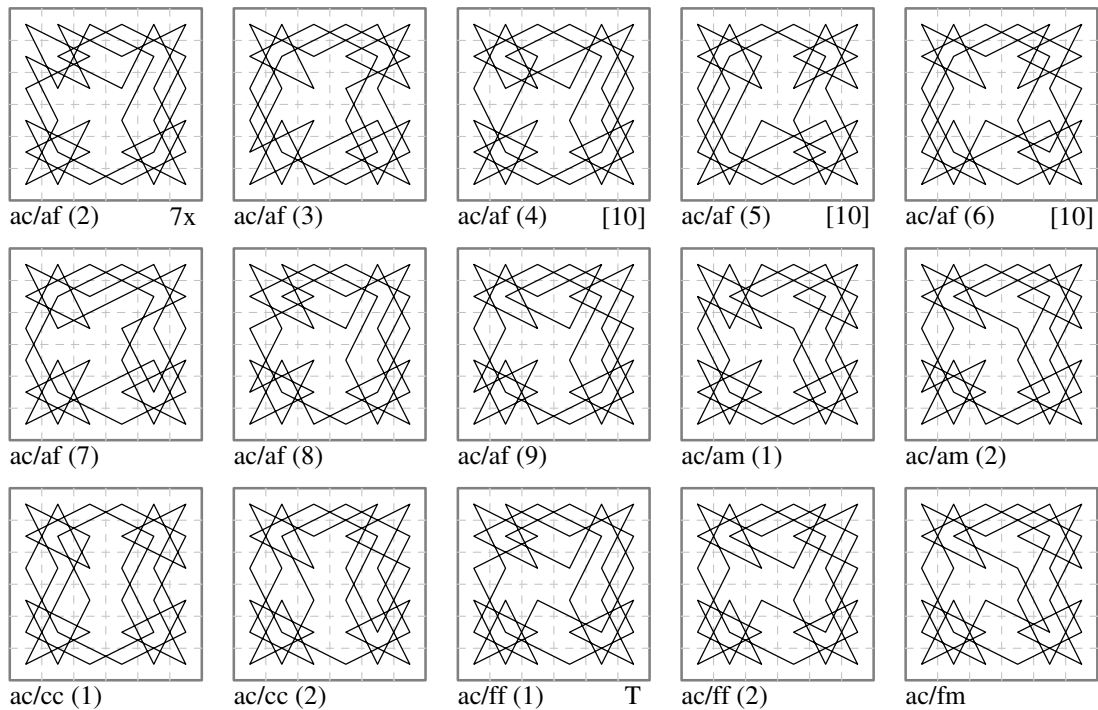 ac/af (2) 7x ac/af (3) ac/af (4) [10] ac/af (5) [10] ac/af (6) [10]
ac/af (7) ac/af (8) ac/af (9) ac/am (1) ac/am (2)
ac/cc (1) ac/cc (2) ac/ff (1) T ac/ff (2) ac/fm